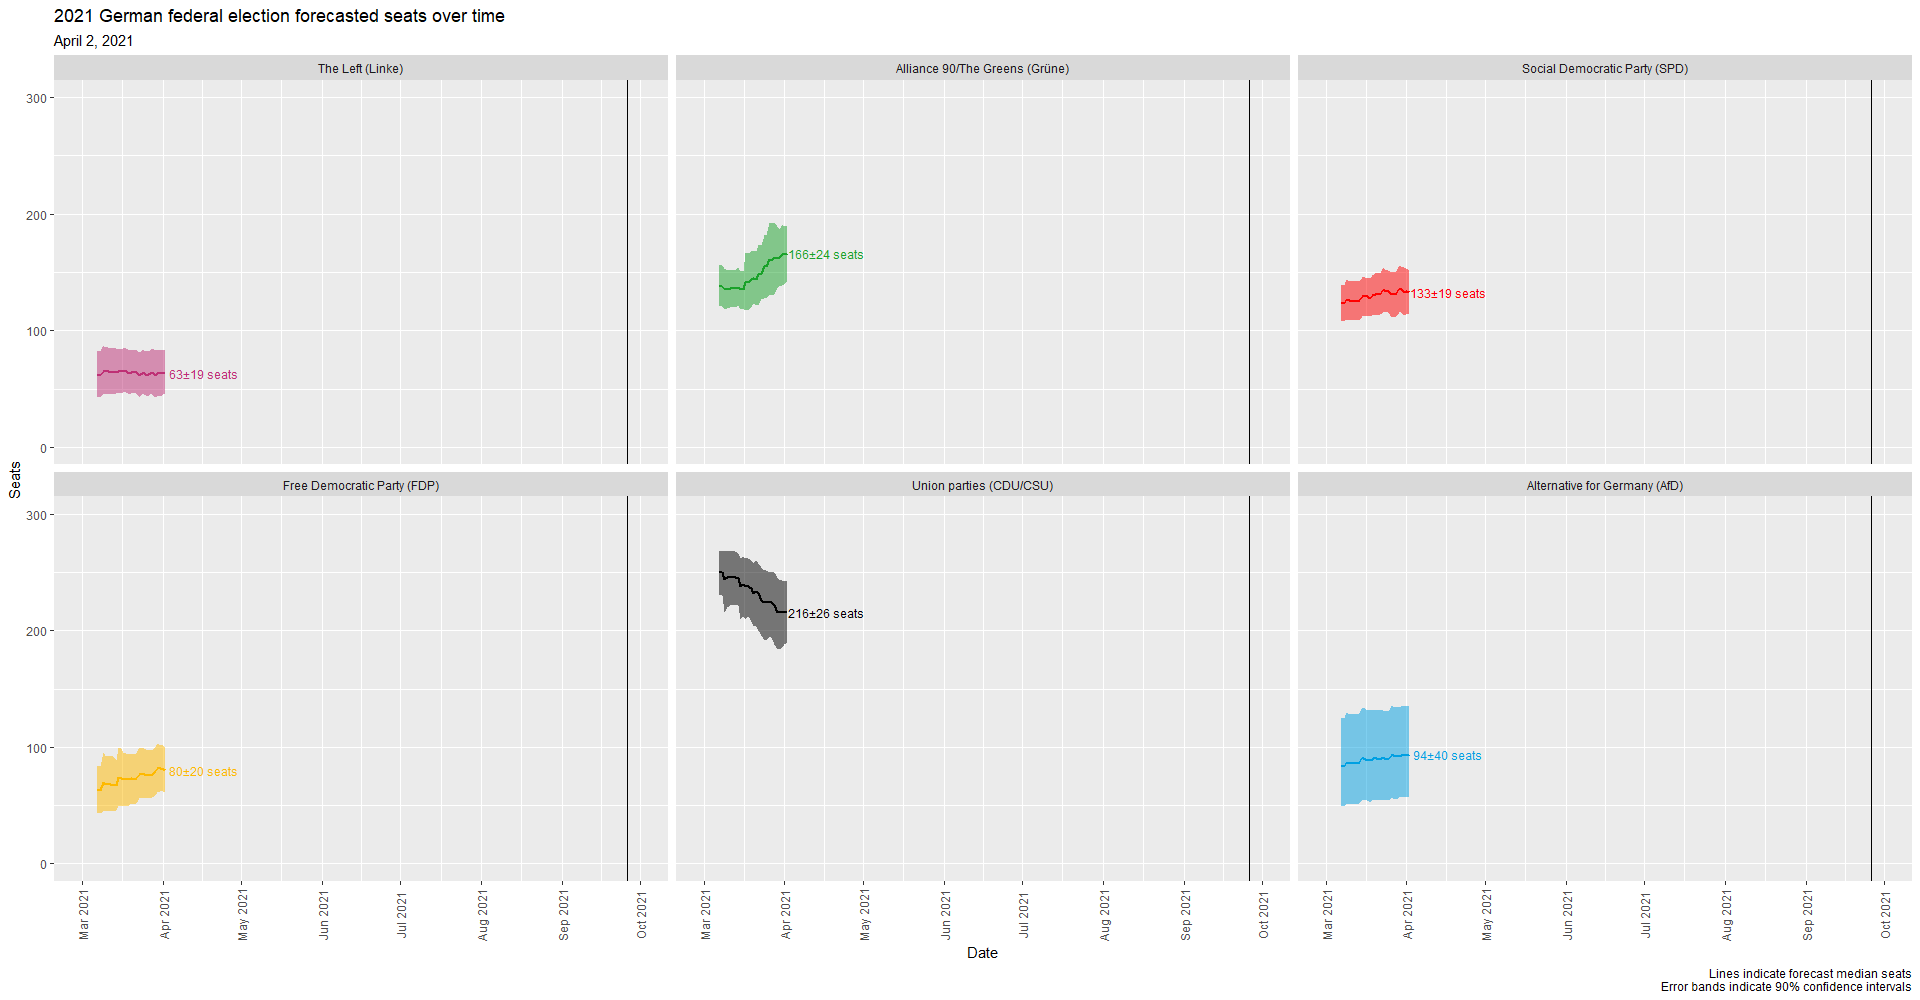 2021 German federal election forecasted seats over time
April 2, 2021
The Left (Linke)
Alliance 90/The Greens (Grüne)
Social Democratic Party (SPD)
300
200
100
0
166±24 seats
133±19 seats
63±19 seats
Seats
Free Democratic Party (FDP)
Union parties (CDU/CSU)
Alternative for Germany (AfD)
300
200
100
0
216±26 seats
94±40 seats
80±20 seats
Mar 2021
Apr 2021
May 2021
Jun 2021
Jul 2021
Aug 2021
Sep 2021
Oct 2021
Mar 2021
Apr 2021
May 2021
Jun 2021
Jul 2021
Aug 2021
Sep 2021
Oct 2021
Mar 2021
Apr 2021
May 2021
Jun 2021
Jul 2021
Aug 2021
Sep 2021
Oct 2021
Date
Lines indicate forecast median seats
Error bands indicate 90% confidence intervals